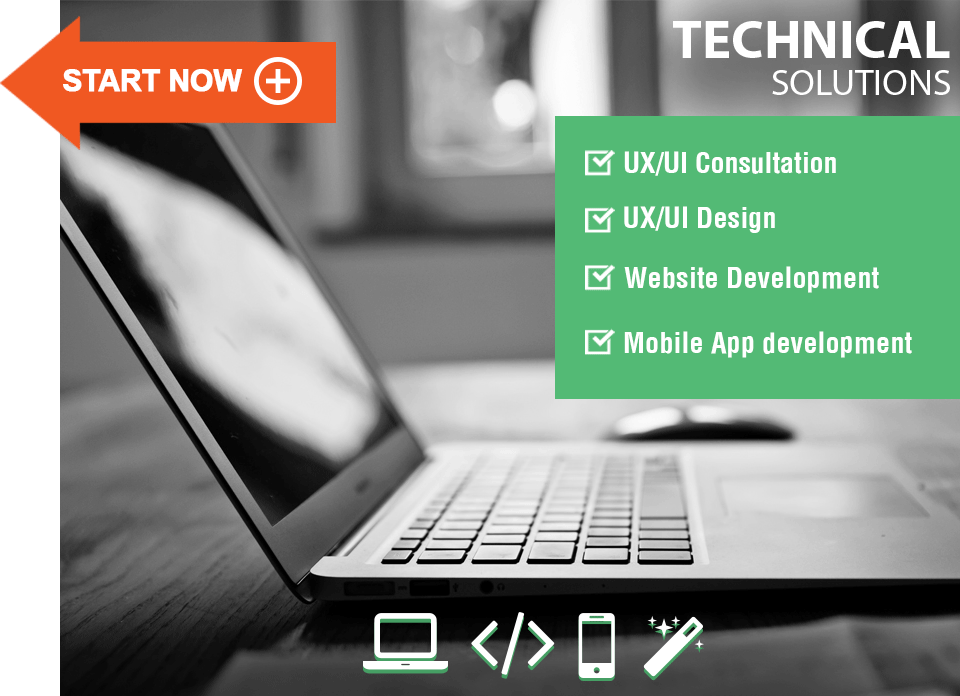 START NOW
TECHNICAL
SOLUTIONS
UX/UI Consultation
UX/UI Design
Website Development
Mobile App development